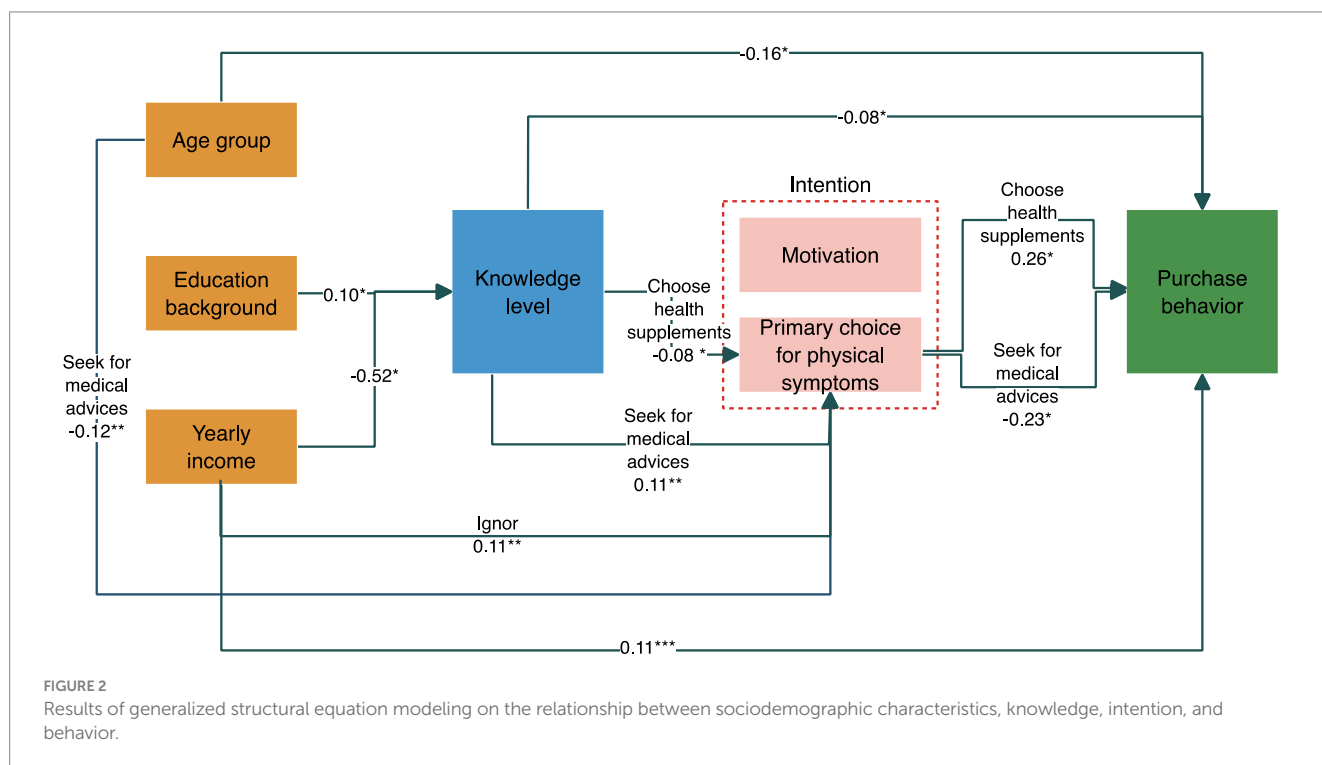 -0.16*
Age group
-0.08*
Intention
Choose
health
supplements
0.26*
Motivation
Education
background
0.10*
Knowledge
level
Choose
health
supplements
-0.08 *
Primary choice
for physical
symptoms
Purchase
behavior
Seek for
medical
advices
-0.12**
-0.52*
Seek for
medical
advices
-0.23*
Yearly
income
Seek for
medical
advices
0.11**
Ignor
0.11**
0.11***
FIGURE 2
Results of generalized structural equation modeling on the relationship between sociodemographic characteristics, knowledge, intention, and
behavior.